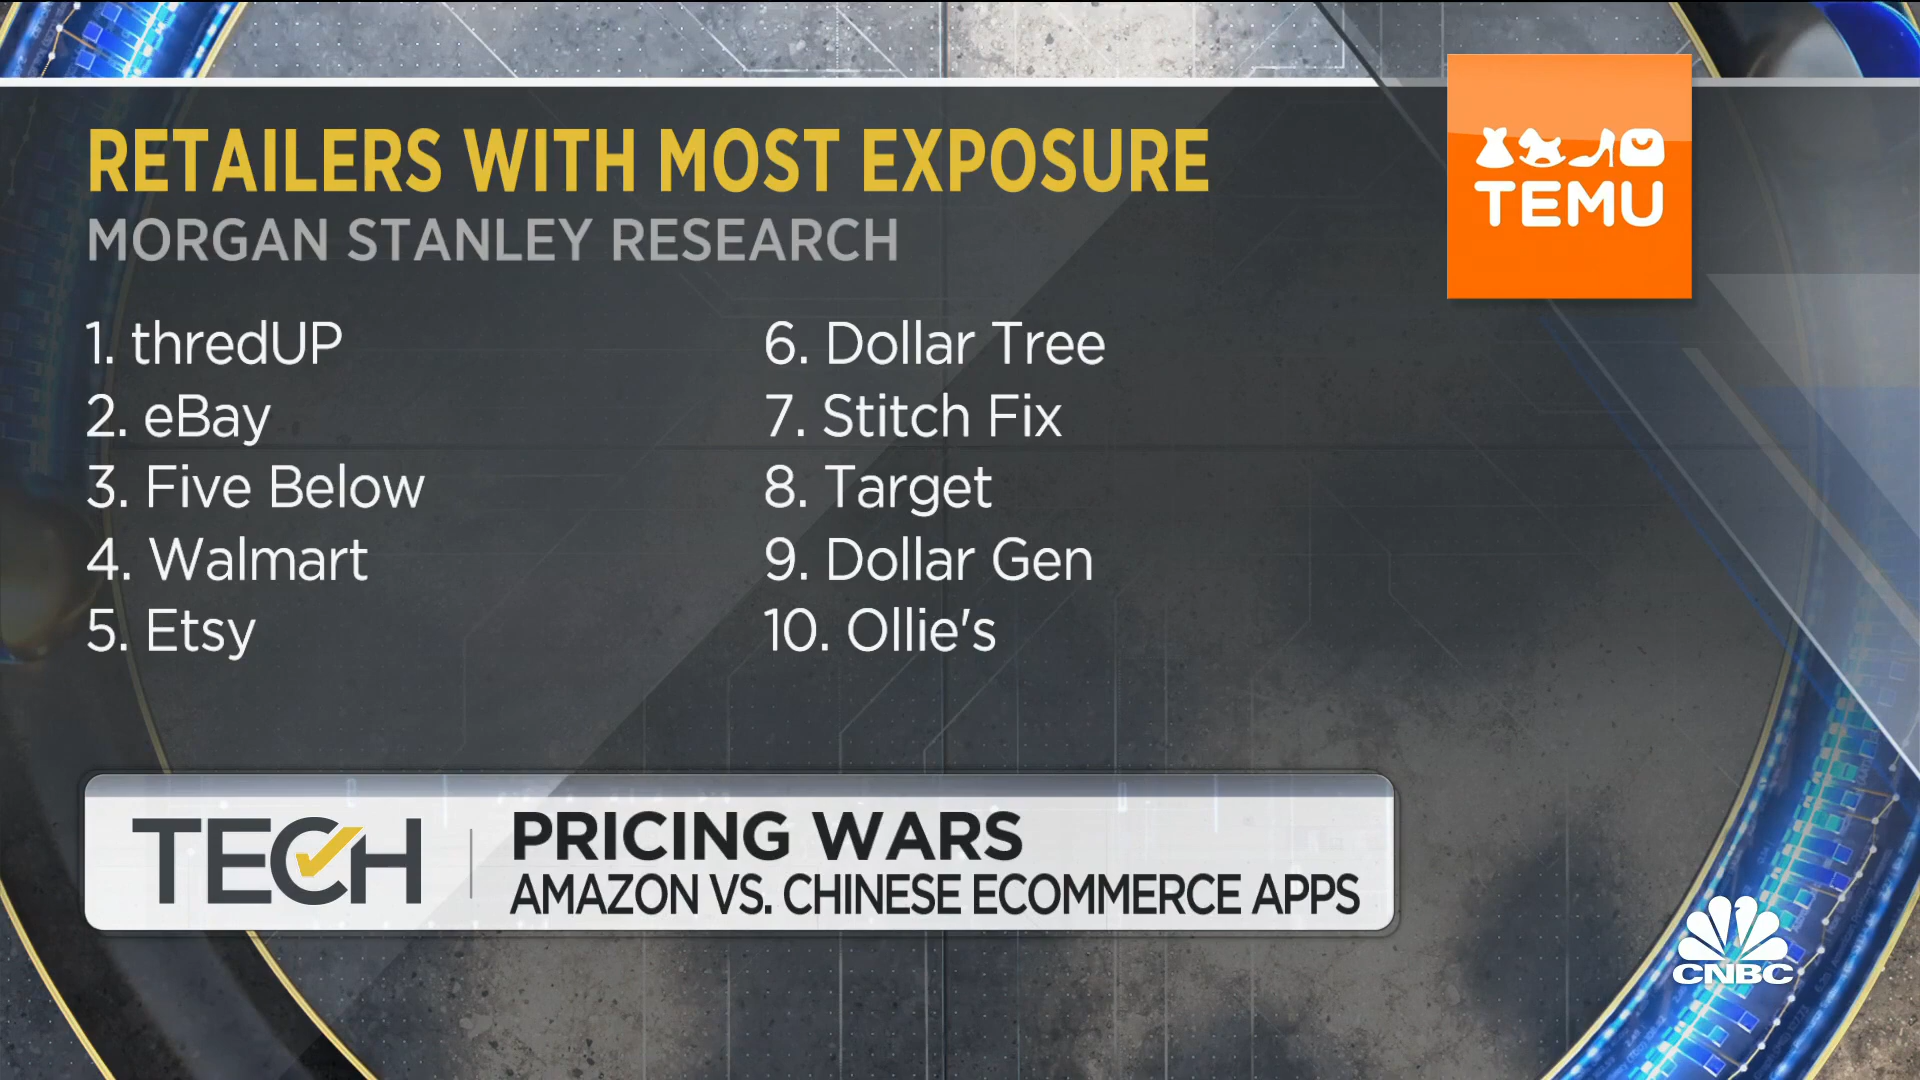 RETAILERS WITH MOST EXPOSURE
MORGAN STANLEY RESEARCH
TEMU
1. thredUP
2. eBay
3. Five Below
4. Walmart
5. Etsy
6. Dollar Tree
7. Stitch Fix
8. Target
9. Dollar Gen
10. Ollie's
TECH
PRICING WARS
AMAZON VS. CHINESE ECOMMERCE APPS
CNBC